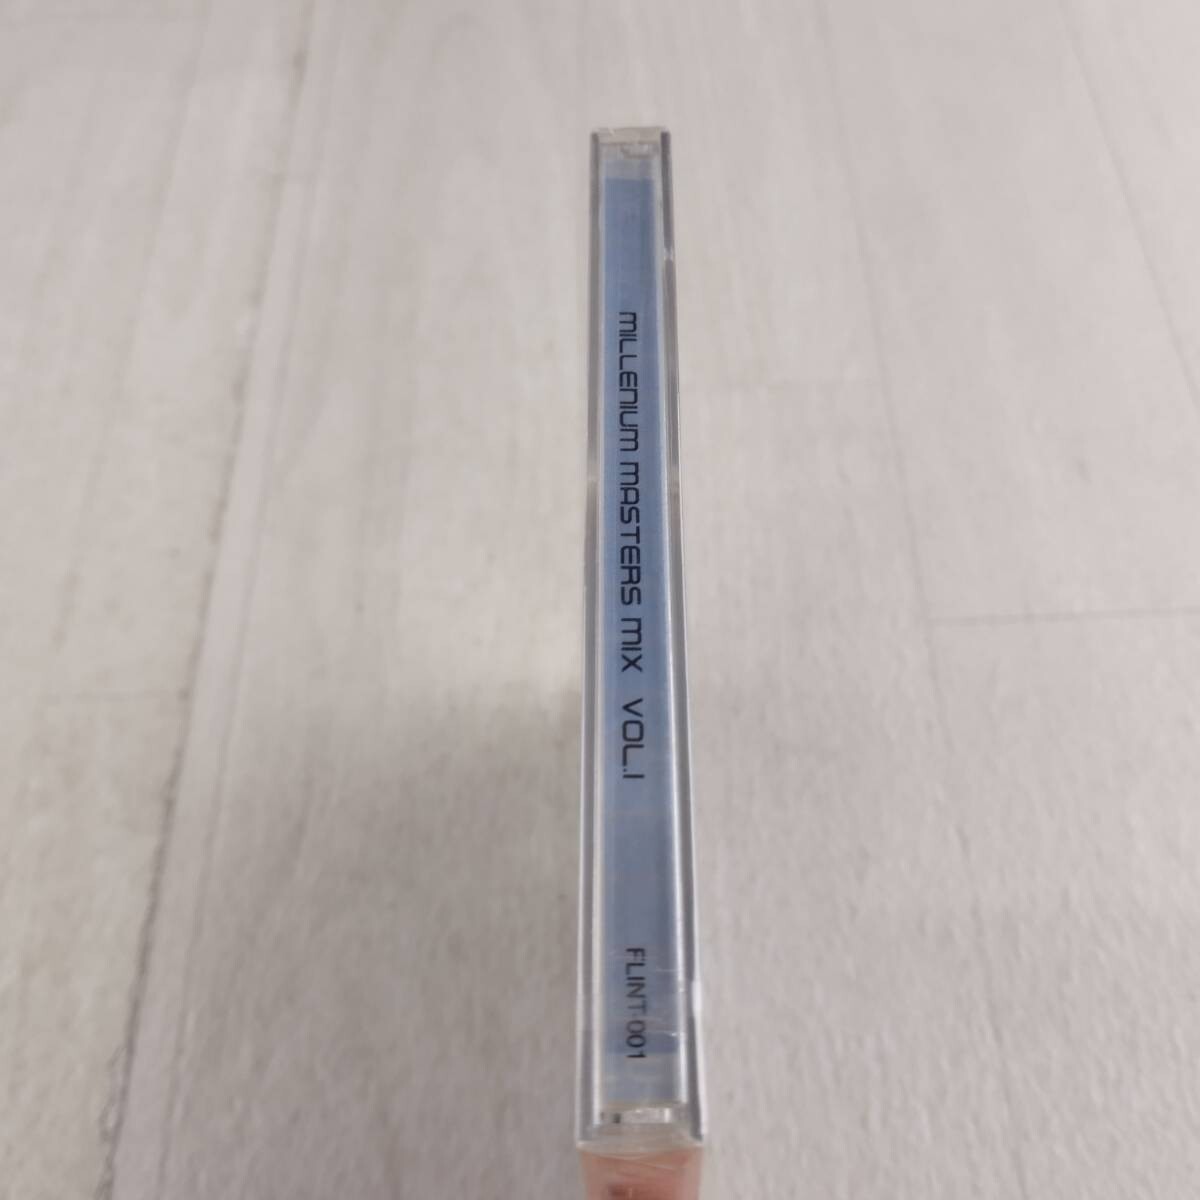 MILLENIUM MASTERS MIX VOL.1
FLINT-001